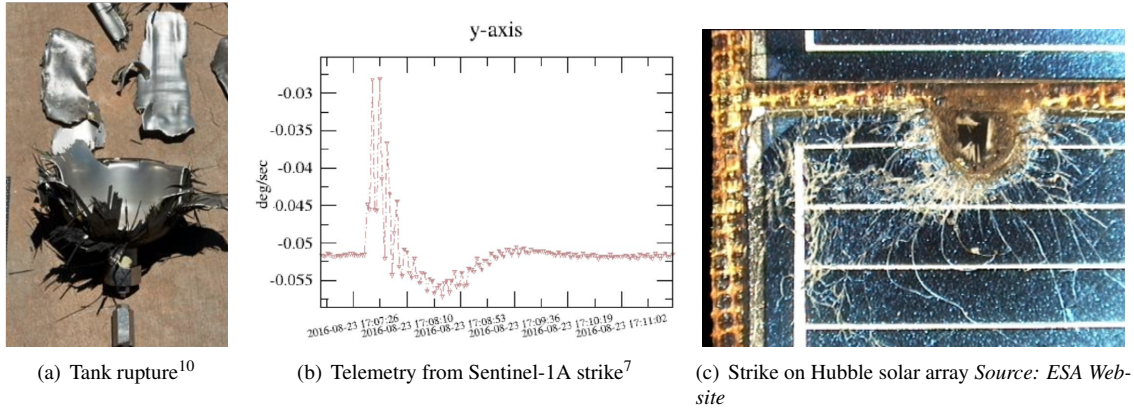 y-axis
deg/sec
-0.03
-0.035
-0.04
-0.045
-0.05
-0.055
2016-08-23 17:07:26
2016-08-23 17:08:10
2016-08-23 17:08:53
2016-08-23 17:09:36
2016-08-23 17:10:19
2016-08-23 17:11:02
(a) Tank rupture10
(b) Telemetry from Sentinel-1A strike7
(c) Strike on Hubble solar array Source: ESA Web-
site